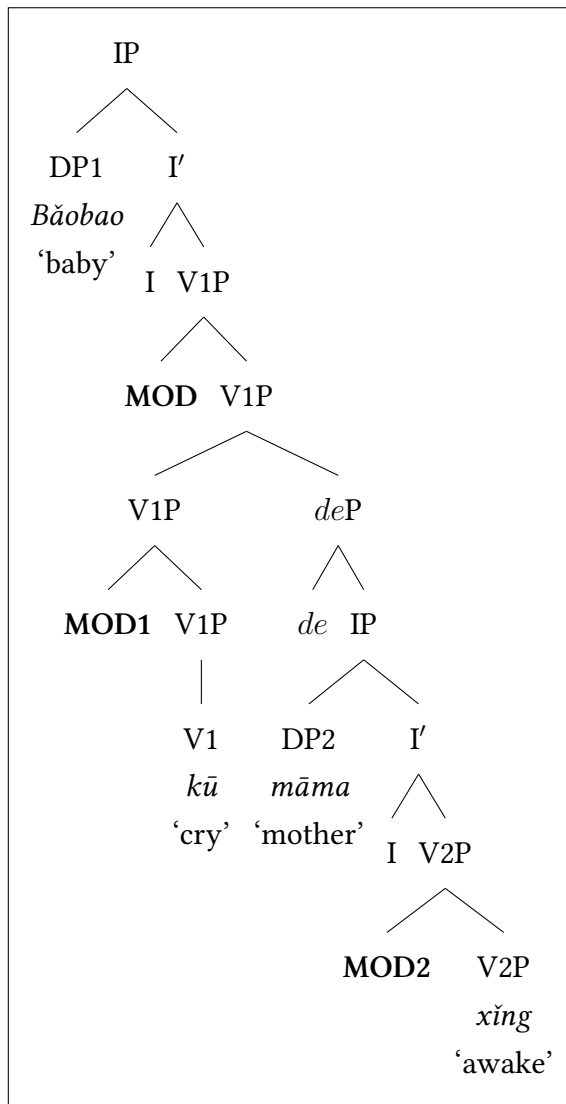 IP
DP1 I′
Bǎobao
‘baby’
I V1P
MOD V1P
V1P deP
MOD1 V1P de IP
V1 DP2 I′
kū māma
‘cry’ ‘mother’
I V2P
MOD2 V2P
xǐng
‘awake’